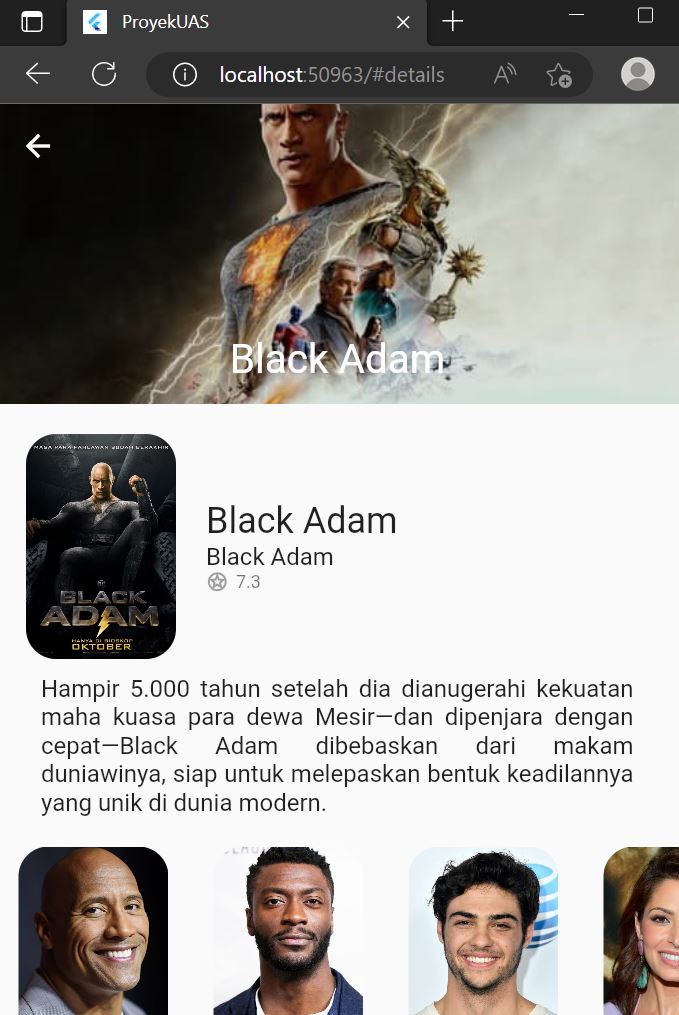 ProyekUAS
localhost:50963/#details
Black Adam
MASA PARA PAHLAWAN SUDAH BERAKHIR
BLACK
ADAM
HANYA DI BIOSKOP
OKTOBER
Black Adam
Black Adam
7.3
Hampir 5.000 tahun setelah dia dianugerahi kekuatan
maha kuasa para dewa Mesir—dan dipenjara dengan
cepat—Black Adam dibebaskan dari makam
duniawinya, siap untuk melepaskan bentuk keadilannya
yang unik di dunia modern.